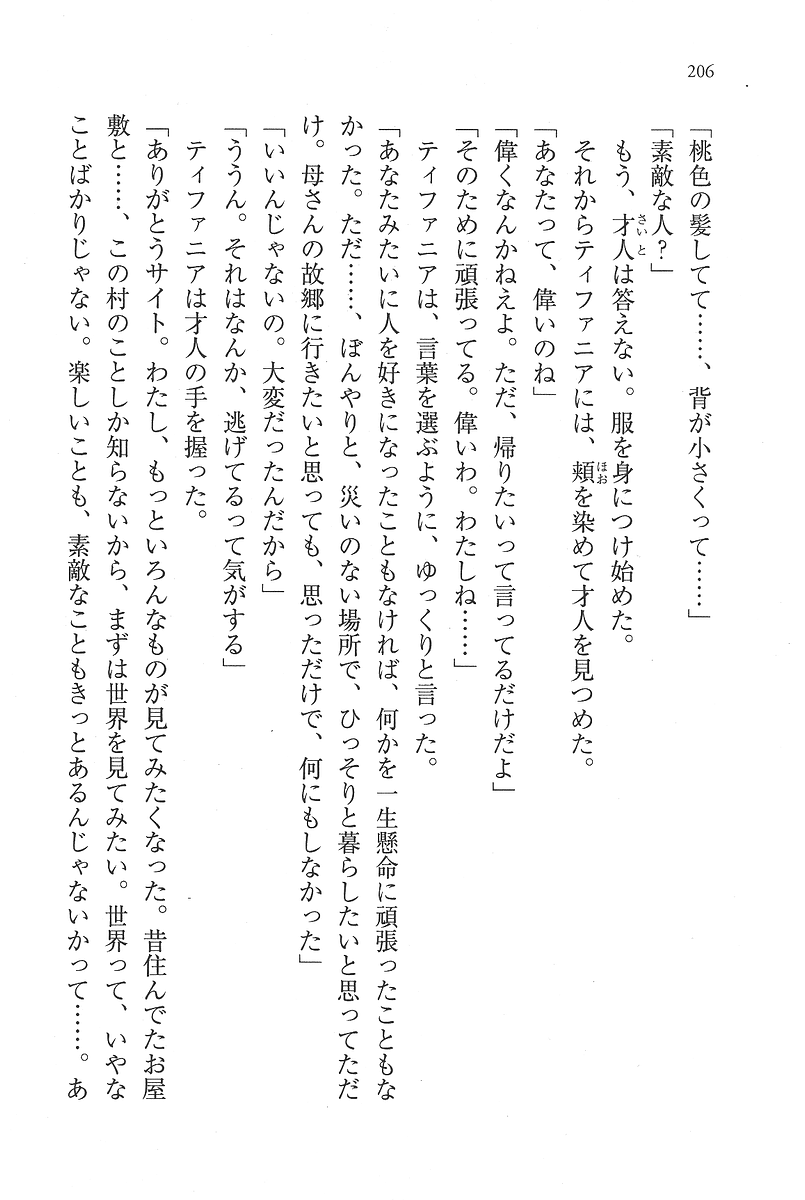 206
「桃色の髪してて……、背が小さくって……」
「素敵な人？」
もう、才人は答えない。服を身につけ始めた。
それからティファニアには、頬を染めて才人を見つめた。
「あなたって、偉いのね」
「偉くなんかねえよ。ただ、帰りたいって言ってるだけだよ」
「そのために頑張ってる。偉いわ。わたしね……」
ティファニアは、言葉を選ぶように、ゆっくりと言った。
「あなたみたいに人を好きになったこともなければ、何かを一生懸命に頑張ったこともな
かった。ただ……、ぼんやりと、災いのない場所で、ひっそりと暮らしたいと思ってただ
け。母さんの故郷に行きたいと思っても、思っただけで、何にもしなかった」
「いいんじゃないの。大変だったんだから」
「ううん。それはなんか、逃げてるって気がする」
ティファニアは才人の手を握った。
「ありがとうサイト。わたし、もっといろんなものが見てみたくなった。昔住んでたお屋
敷と……、この村のことしか知らないから、まずは世界を見てみたい。世界って、いやな
ことばかりじゃない。楽しいことも、素敵なこともきっとあるんじゃないかって……。あ